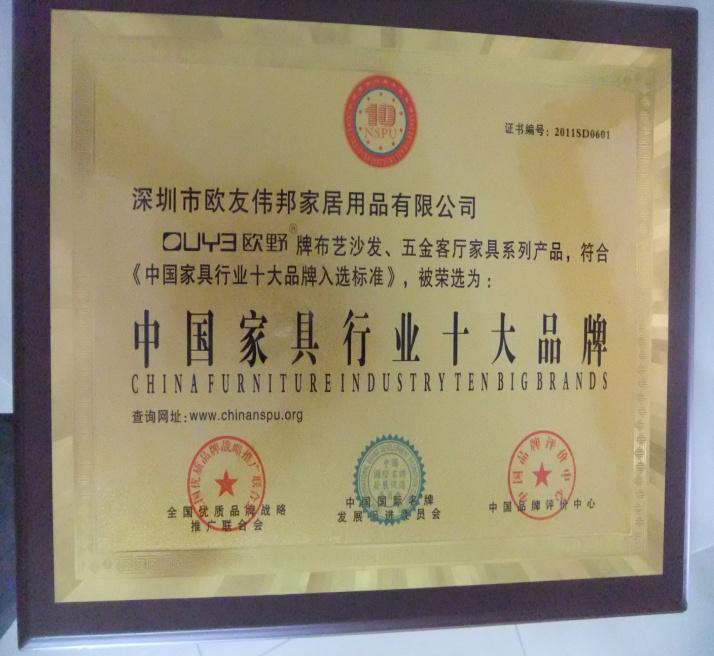 10
NSPU
证书编号：2011SD0601
深圳市欧友伟邦家居用品有限公司
OUYE欧野®牌布艺沙发、五金客厅家具系列产品，符合
《中国家具行业十大品牌入选标准》，被荣选为：
中国家具行业十大品牌
CHINA FURNITURE INDUSTRY TEN BIG BRANDS
查询网址：www.chinanspu.org
全国优质品牌战略
推广联合会
中国国际名牌
发展促进委员会
中国品牌评价中心